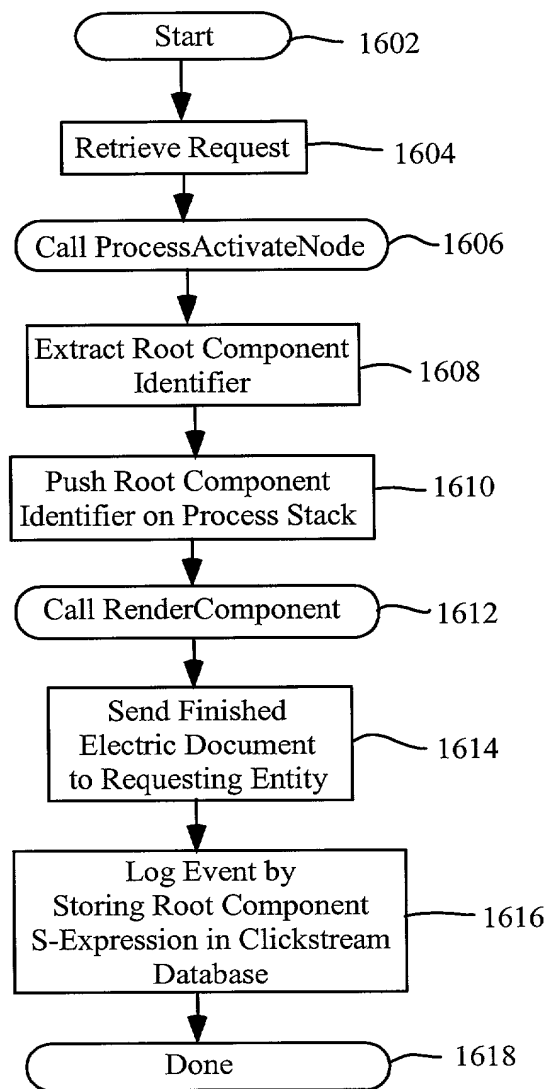 Start
1602
Retrieve Request
1604
Call ProcessActivateNode
1606
Extract Root Component
Identifier
1608
Push Root Component
Identifier on Process Stack
1610
Call RenderComponent
1612
Send Finished
Electric Document
to Requesting Entity
1614
Log Event by
Storing Root Component
S-Expression in Clickstream
Database
1616
Done
1618